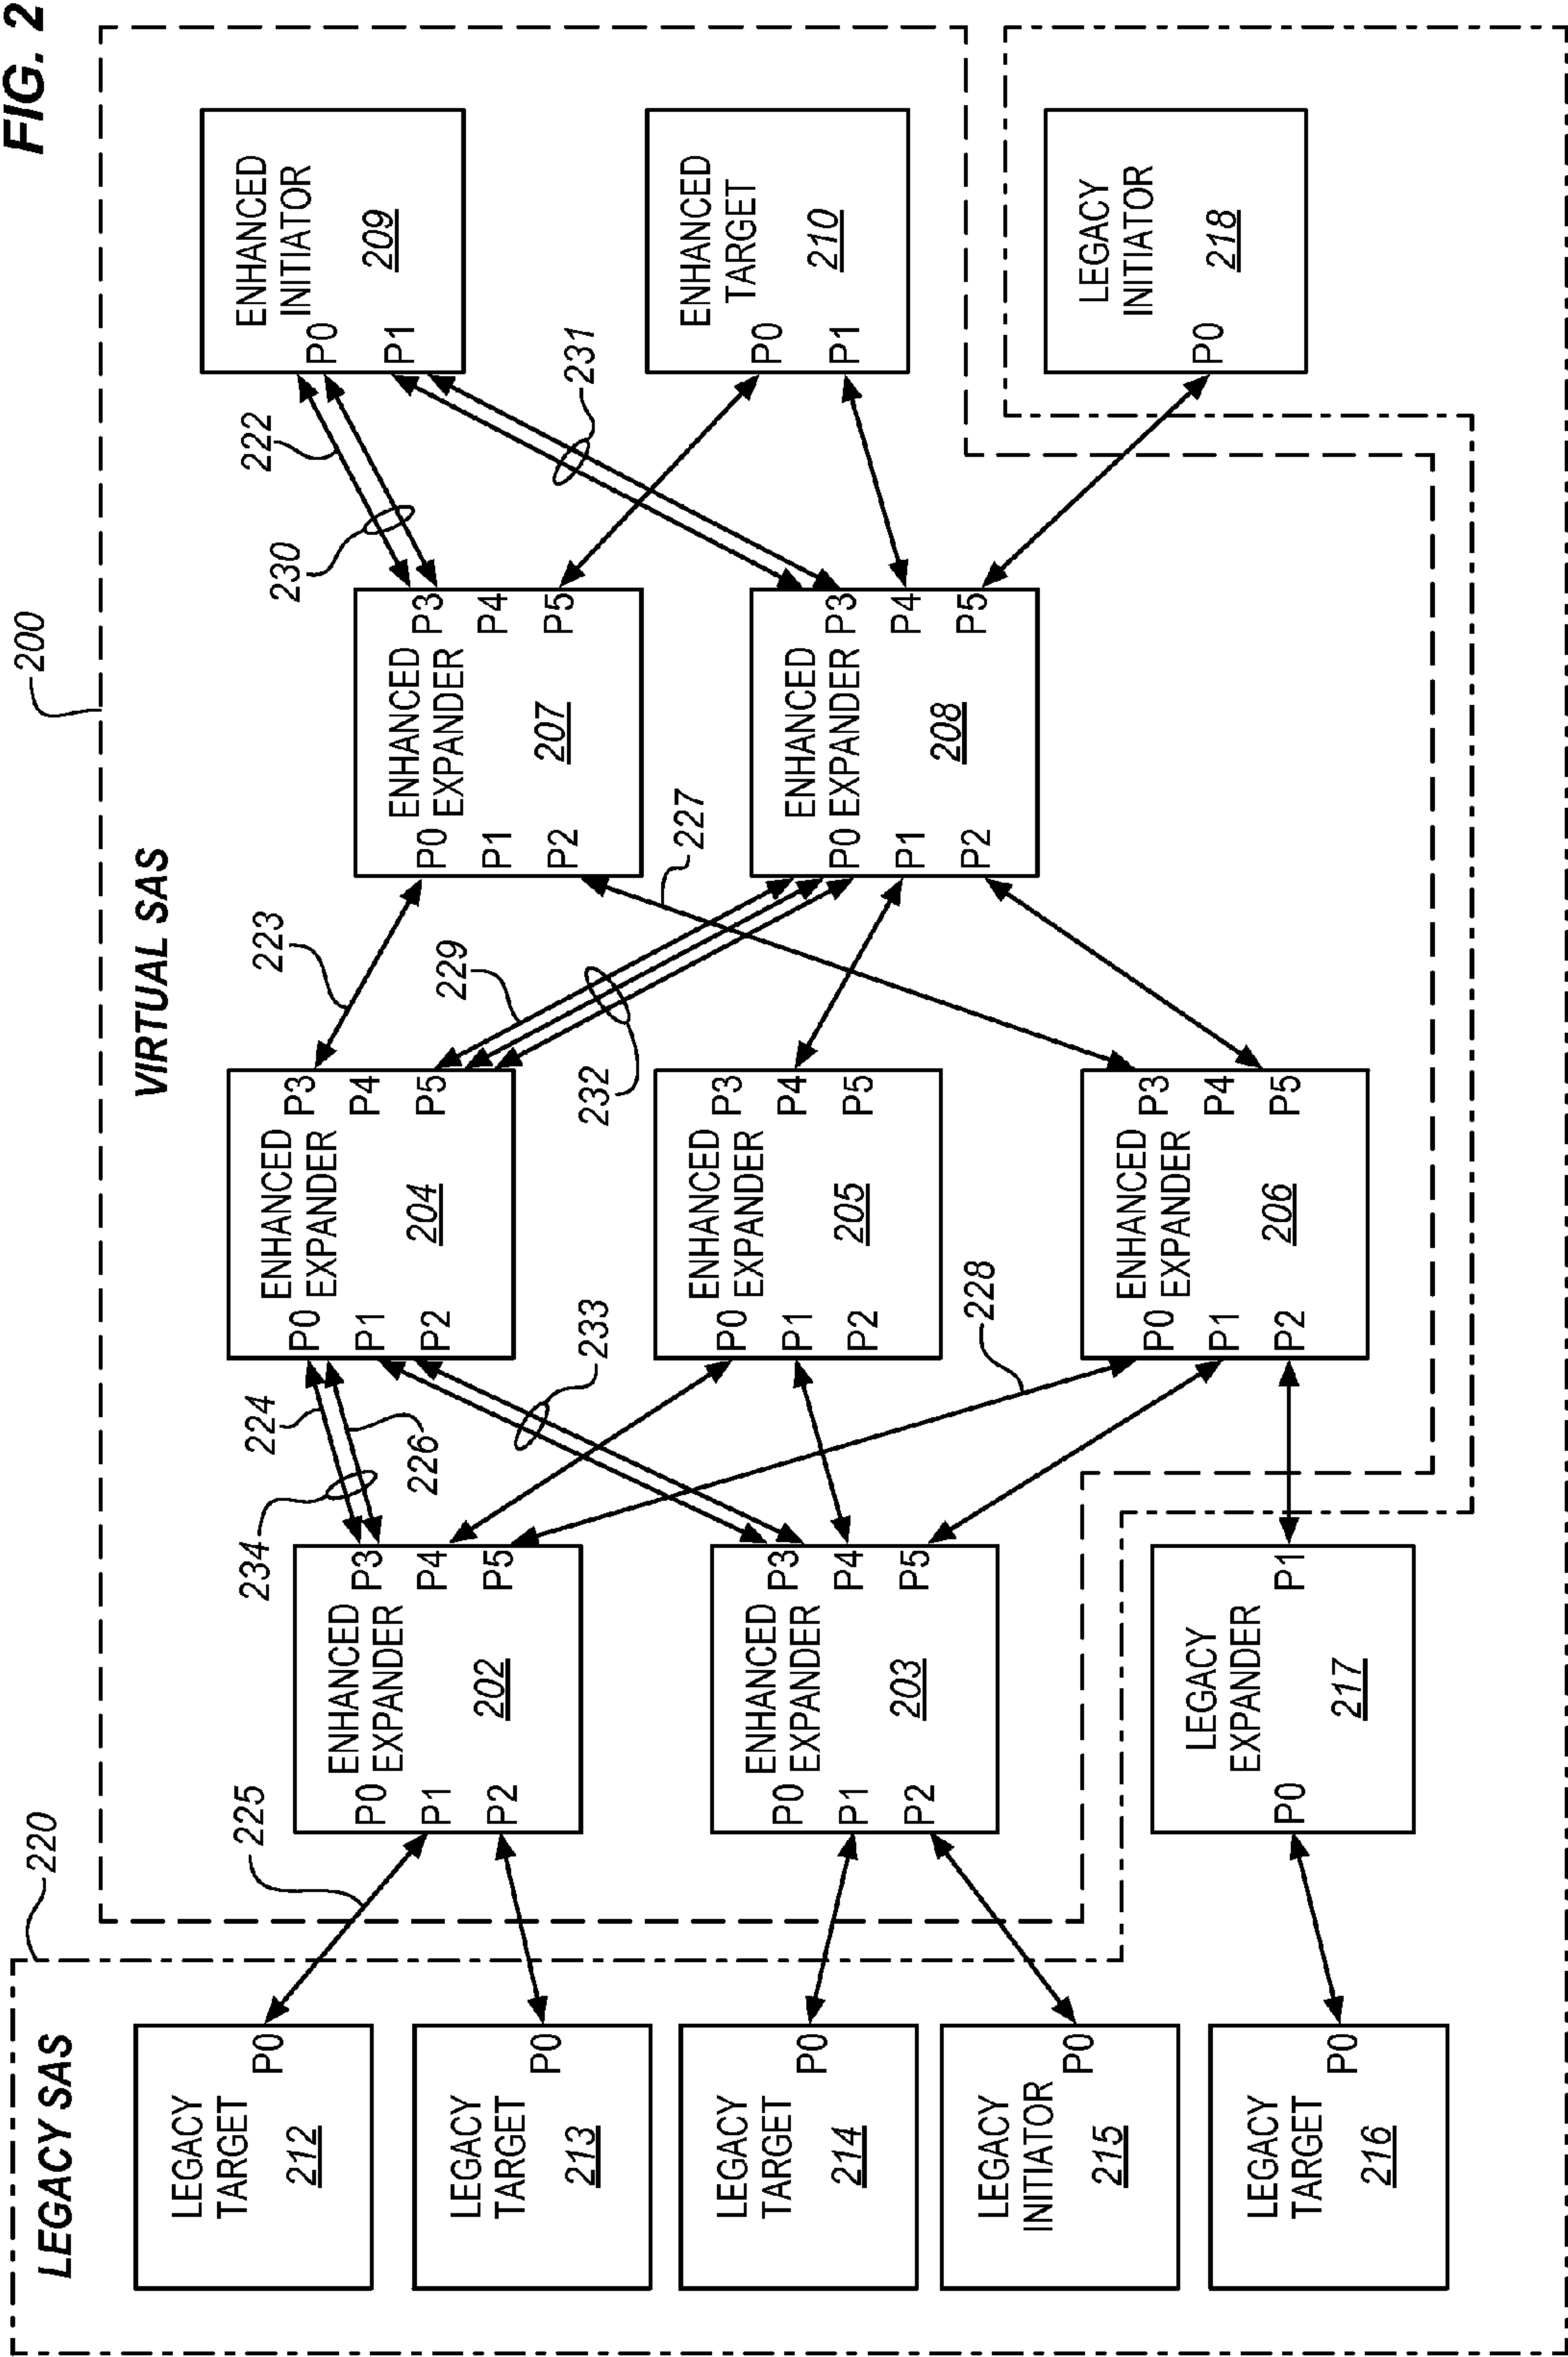 FIG. 2
200
VIRTUAL SAS
220
LEGACY SAS
LEGACY
TARGET
212
P0
LEGACY
TARGET
213
P0
LEGACY
TARGET
214
P0
LEGACY
INITIATOR
215
P0
LEGACY
TARGET
216
P0
225
ENHANCED
EXPANDER
202
P0
P1
P2
P3
P4
P5
ENHANCED
EXPANDER
203
P0
P1
P2
P3
P4
P5
LEGACY
EXPANDER
217
P0
P1
234
224
226
233
228
ENHANCED
EXPANDER
204
P0
P1
P2
P3
P4
P5
ENHANCED
EXPANDER
205
P0
P1
P2
P3
P4
P5
ENHANCED
EXPANDER
206
P0
P1
P2
P3
P4
P5
223
229
232
227
ENHANCED
EXPANDER
207
P0
P1
P2
P3
P4
P5
ENHANCED
EXPANDER
208
P0
P1
P2
P3
P4
P5
230
222
231
ENHANCED
INITIATOR
209
P0
P1
ENHANCED
TARGET
210
P0
P1
LEGACY
INITIATOR
218
P0